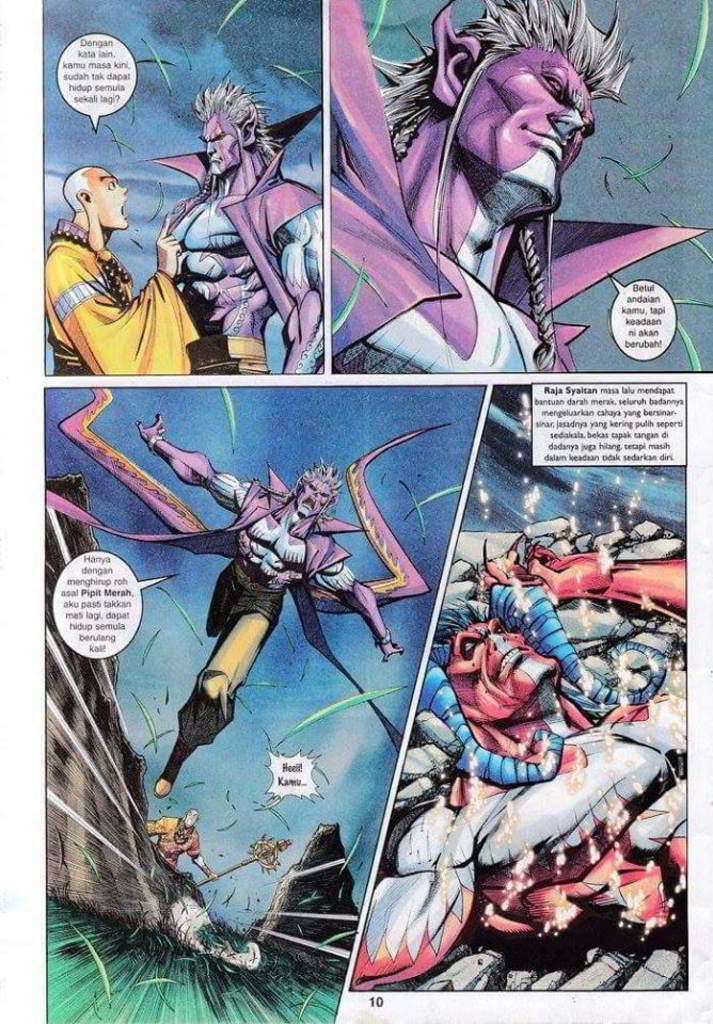 Dengan
kata lain,
kamu masa kini,
sudah tak dapat
hidup semula
sekali lagi?
Betul
andaian
kamu, tapi
keadaan
ni akan
berubah!
Hanya
dengan
menghirup roh
asal Pipit Merah,
aku pasti takkan
mati lagi, dapat
hidup semula
berulang
kali!
Heeii!
Kamu...
Raja Syaitan masa lalu mendapat
bantuan darah merak, seluruh badannya
mengeluarkan cahaya yang bersinar-
sinar, jasadnya yang kering pulih seperti
sediakala, bekas tapak tangan di
dadanya juga hilang, tetapi masih
dalam keadaan tidak sedarkan diri.
10